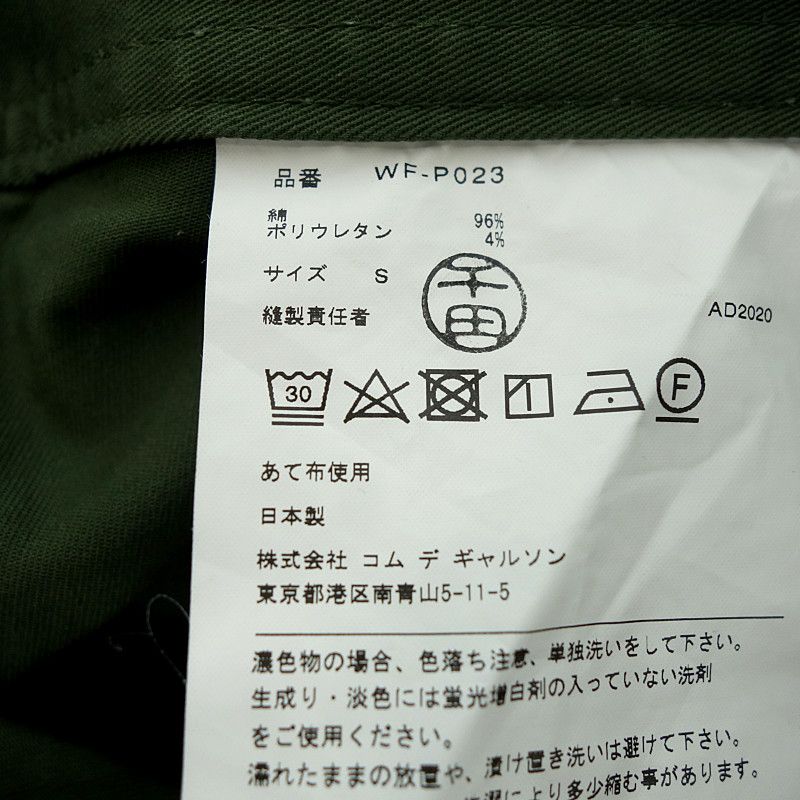 品番 WF-P023
綿 96%
ポリウレタン 4%
サイズ S
縫製責任者 千田
AD2020
30 F
あて布使用
日本製
株式会社 コム デ ギャルソン
東京都港区南青山5-11-5
濃色物の場合、色落ち注意、単独洗いをして下さい。
生成り・淡色には蛍光増白剤の入っていない洗剤
をご使用ください。
濡れたままの放置や、漬け置き洗いは避けて下さい。
により多少縮む事があります。